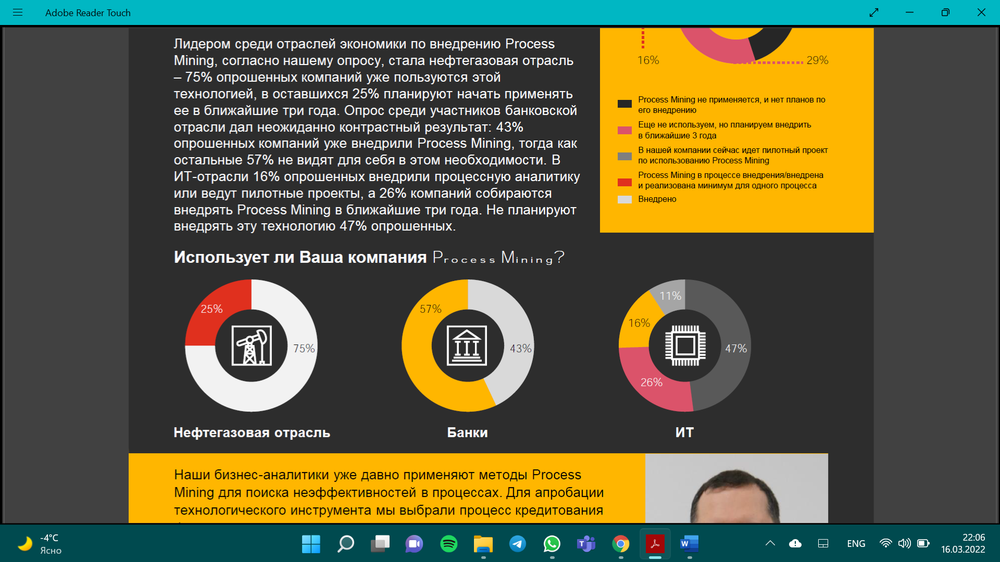 Adobe Reader Touch
Лидером среди отраслей экономики по внедрению Process
Mining, согласно нашему опросу, стала нефтегазовая отрасль
– 75% опрошенных компаний уже пользуются этой
технологией, в оставшихся 25% планируют начать применять
ее в ближайшие три года. Опрос среди участников банковской
отрасли дал неожиданно контрастный результат: 43%
опрошенных компаний уже внедрили Process Mining, тогда как
остальные 57% не видят для себя в этом необходимости. В
ИТ-отрасли 16% опрошенных внедрили процессную аналитику
или ведут пилотные проекты, а 26% компаний собираются
внедрять Process Mining в ближайшие три года. Не планируют
внедрять эту технологию 47% опрошенных.
16%
29%
Process Mining не применяется, и нет планов по
его внедрению
Еще не используем, но планируем внедрить
в ближайшие 3 года
В нашей компании сейчас идет пилотный проект
по использованию Process Mining
Process Mining в процессе внедрения/внедрена
и реализована минимум для одного процесса
Внедрено
Использует ли Ваша компания Process Mining?
25%
75%
57%
43%
11%
16%
47%
26%
Нефтегазовая отрасль
Банки
ИТ
Наши бизнес-аналитики уже давно применяют методы Process
Mining для поиска неэффективностей в процессах. Для апробации
технологического инструмента мы выбрали процесс кредитования
-4°C
Ясно
ENG
22:06
16.03.2022